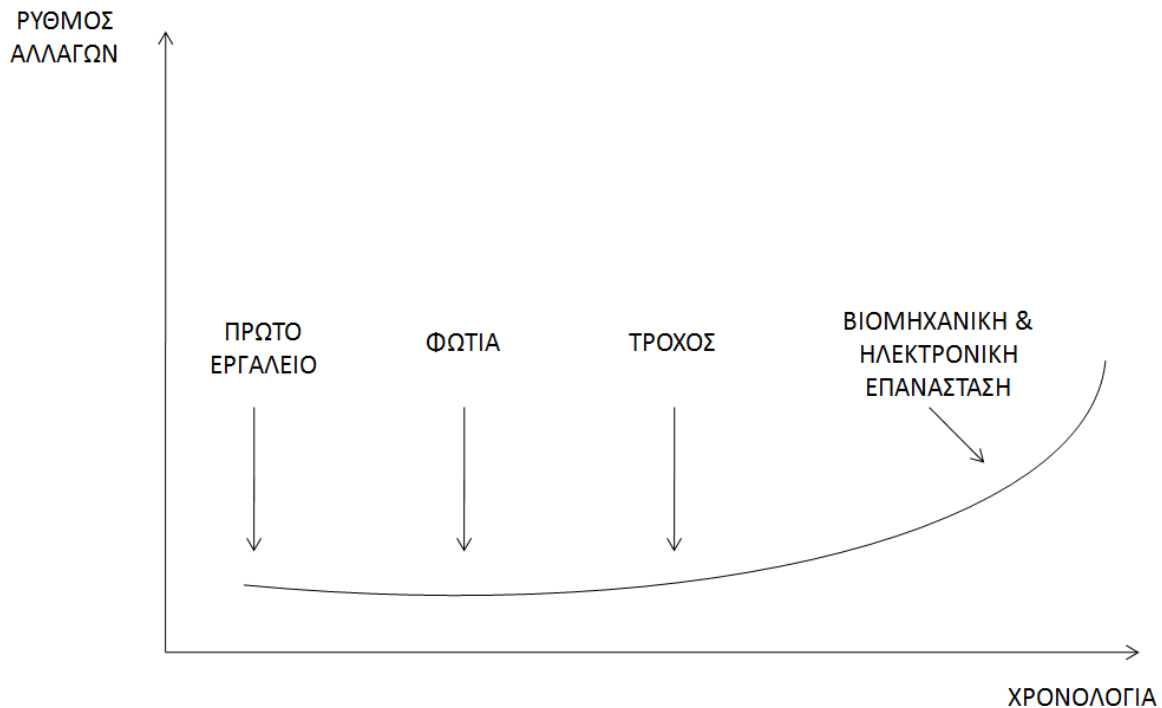 ΡΥΘΜΟΣ
ΑΛΛΑΓΩΝ
ΠΡΩΤΟ
ΕΡΓΑΛΕΙΟ
ΦΩΤΙΑ
ΤΡΟΧΟΣ
ΒΙΟΜΗΧΑΝΙΚΗ &
ΗΛΕΚΤΡΟΝΙΚΗ
ΕΠΑΝΑΣΤΑΣΗ
ΧΡΟΝΟΛΟΓΙΑ